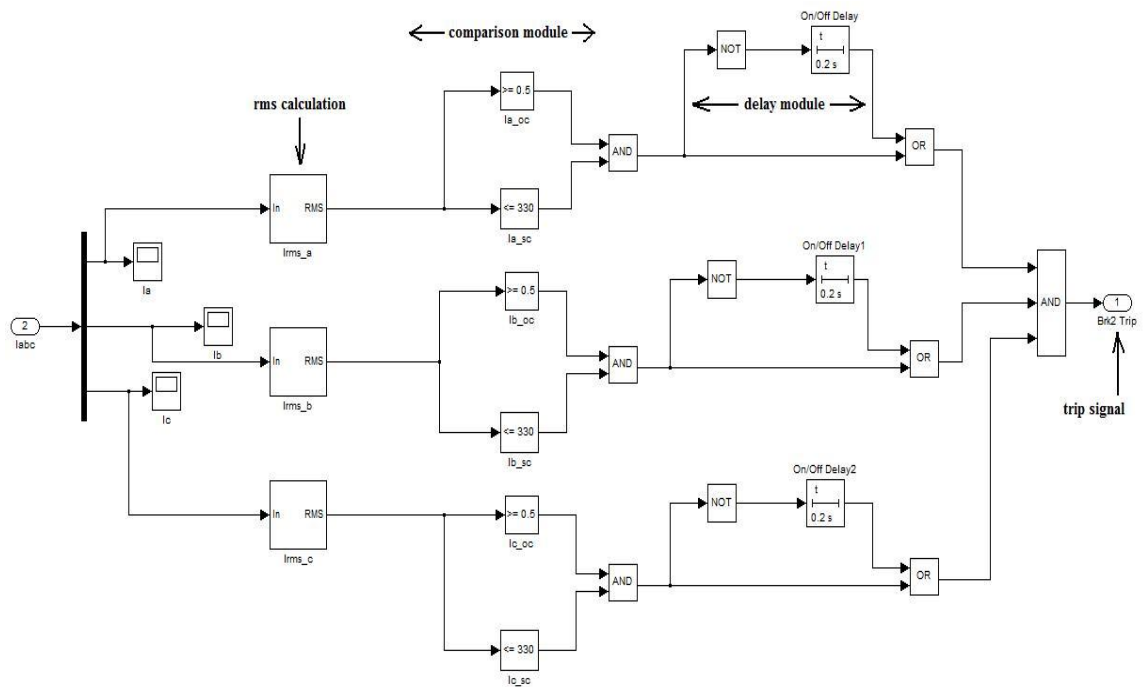 On/Off Delay
comparison module
NOT
t
0.2 s
rms calculation
>= 0.5
Ia_oc
delay module
AND
OR
In RMS
Irms_a
<= 330
Ia_sc
On/Off Delay1
Ia
NOT
t
0.2 s
>= 0.5
Ib_oc
2
Iabc
Ib
AND
1
Brk2 Trip
In RMS
Irms_b
AND
OR
Ic
trip signal
<= 330
Ib_sc
On/Off Delay2
NOT
t
0.2 s
In RMS
Irms_c
>= 0.5
Ic_oc
AND
OR
<= 330
Ic_sc